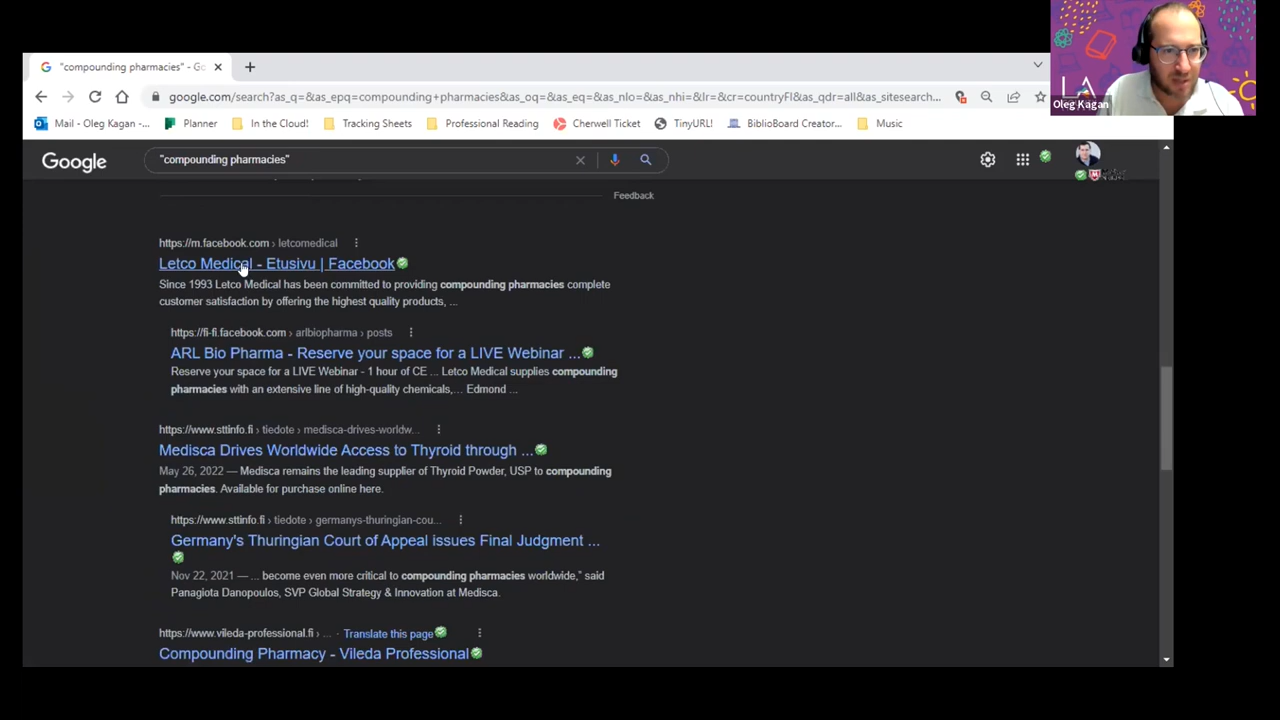 "compounding pharmacies" - Go
google.com/search?as_q=&as_epq=compounding+pharmacies&as_oq=&as_eq=&as_nlo=&as_nhi=&lr=&cr=countryFI&as_qdr=all&as_sitesearch...
Mail - Oleg Kagan -... Planner In the Cloud! Tracking Sheets Professional Reading Cherwell Ticket TinyURL! BiblioBoard Creator... Music
LA
Oleg Kagan
Google "compounding pharmacies"
Feedback
https://m.facebook.com › letcomedical
Letco Medical - Etusivu | Facebook
Since 1993 Letco Medical has been committed to providing compounding pharmacies complete
customer satisfaction by offering the highest quality products, ...
https://fi-fi.facebook.com › arlbiopharma › posts
ARL Bio Pharma - Reserve your space for a LIVE Webinar ...
Reserve your space for a LIVE Webinar - 1 hour of CE ... Letco Medical supplies compounding
pharmacies with an extensive line of high-quality chemicals,... Edmond ...
https://www.sttinfo.fi › tiedote › medisca-drives-worldw...
Medisca Drives Worldwide Access to Thyroid through ...
May 26, 2022 — Medisca remains the leading supplier of Thyroid Powder, USP to compounding
pharmacies. Available for purchase online here.
https://www.sttinfo.fi › tiedote › germanys-thuringian-cou...
Germany's Thuringian Court of Appeal issues Final Judgment ...
Nov 22, 2021 — ... become even more critical to compounding pharmacies worldwide,” said
Panagiota Danopoulos, SVP Global Strategy & Innovation at Medisca.
https://www.vileda-professional.fi › ... · Translate this page
Compounding Pharmacy - Vileda Professional